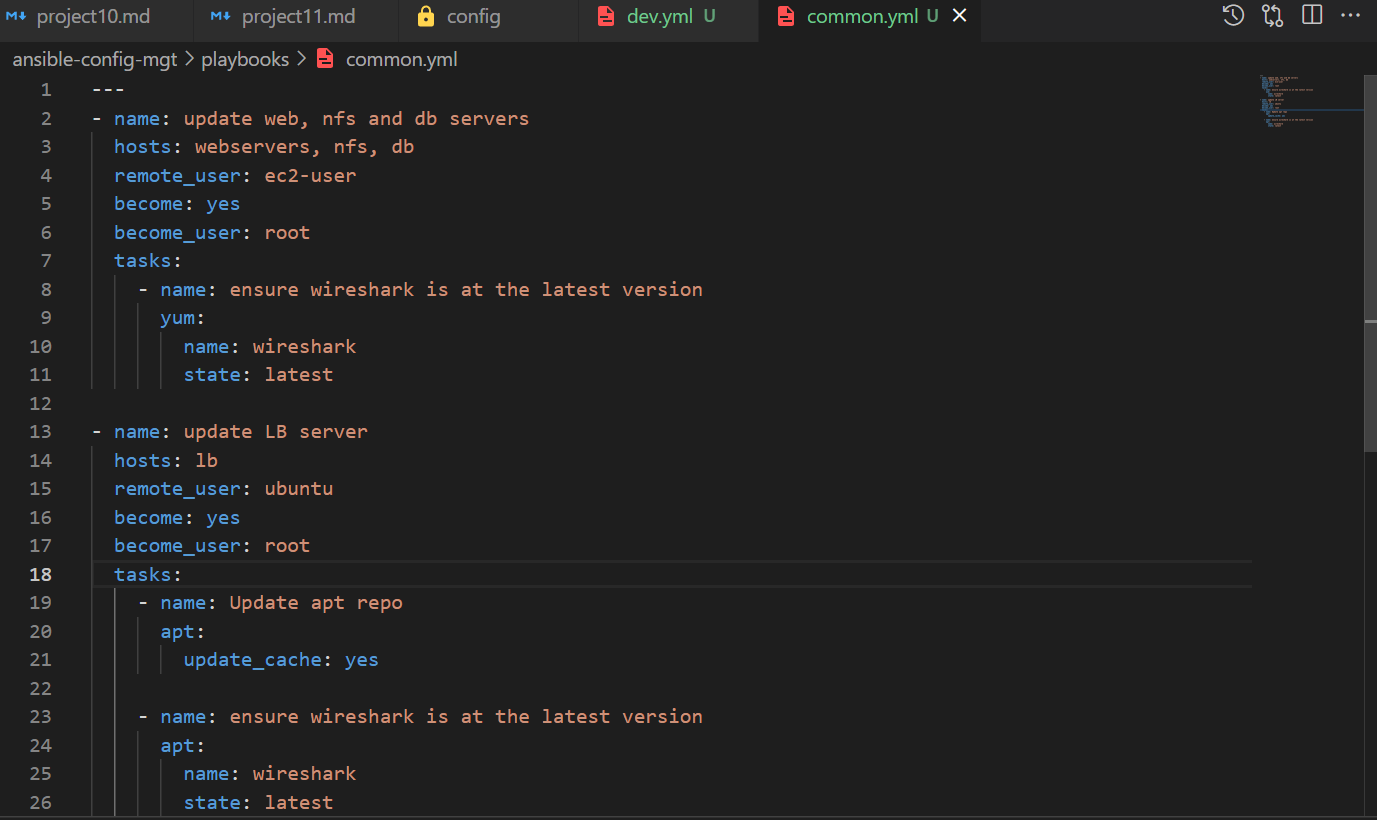 project10.md project11.md config dev.yml U common.yml U
ansible-config-mgt > playbooks > common.yml
1 ---
2 - name: update web, nfs and db servers
3 hosts: webservers, nfs, db
4 remote_user: ec2-user
5 become: yes
6 become_user: root
7 tasks:
8 - name: ensure wireshark is at the latest version
9 yum:
10 name: wireshark
11 state: latest
12
13 - name: update LB server
14 hosts: lb
15 remote_user: ubuntu
16 become: yes
17 become_user: root
18 tasks:
19 - name: Update apt repo
20 apt:
21 update_cache: yes
22
23 - name: ensure wireshark is at the latest version
24 apt:
25 name: wireshark
26 state: latest